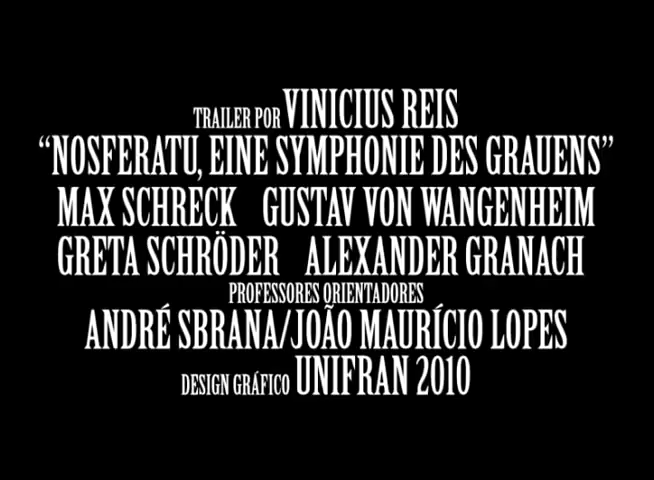 TRAILER POR VINICIUS REIS
“NOSFERATU, EINE SYMPHONIE DES GRAUENS”
MAX SCHRECK GUSTAV VON WANGENHEIM
GRETA SCHRÖDER ALEXANDER GRANACH
PROFESSORES ORIENTADORES
ANDRÉ SBRANA/JOÃO MAURÍCIO LOPES
DESIGN GRÁFICO UNIFRAN 2010